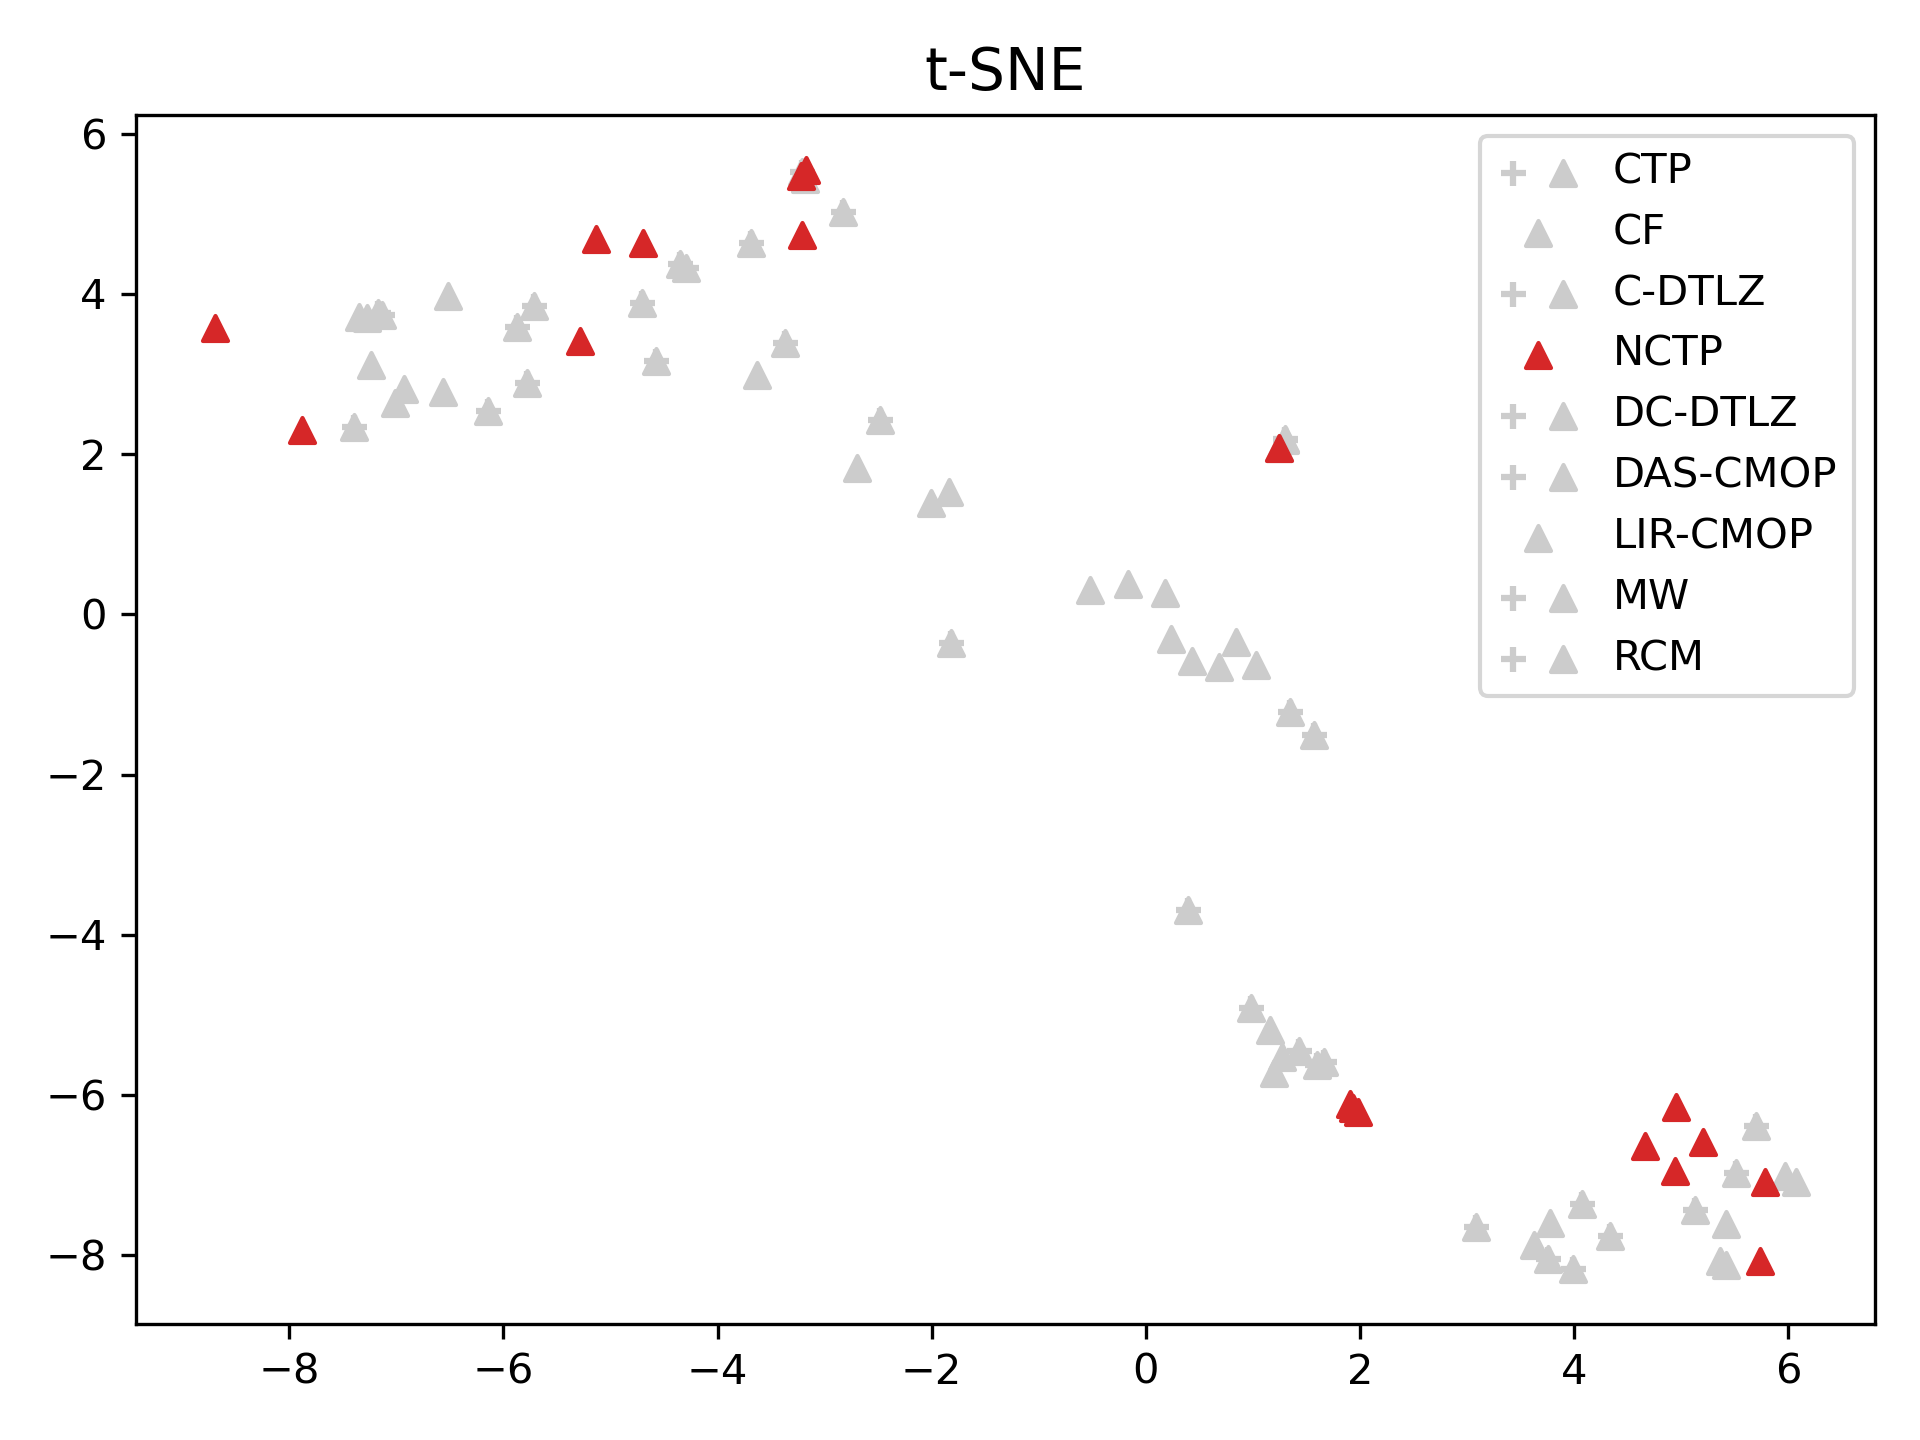 t-SNE
6
4
2
0
−2
−4
−6
−8
−8 −6 −4 −2 0 2 4 6
CTP
CF
C-DTLZ
NCTP
DC-DTLZ
DAS-CMOP
LIR-CMOP
MW
RCM